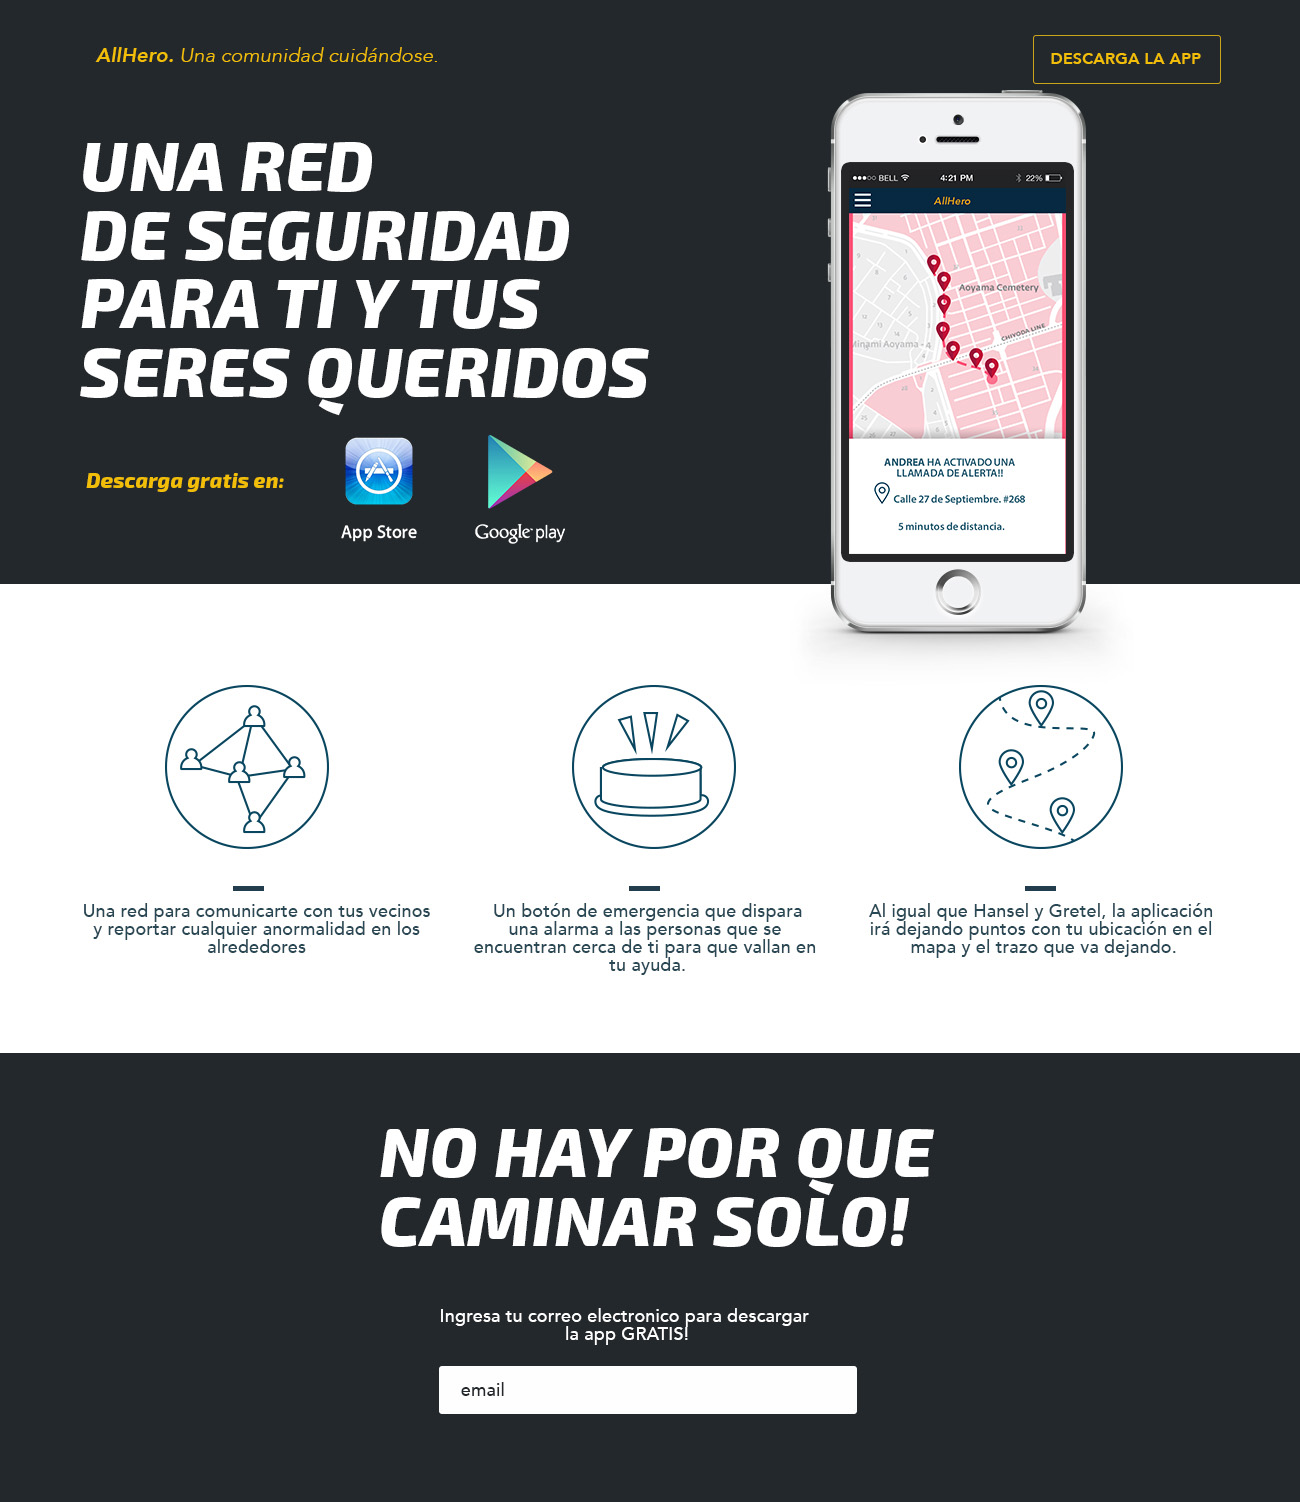 AllHero. Una comunidad cuidándose.
DESCARGA LA APP
UNA RED
DE SEGURIDAD
PARA TI Y TUS
SERES QUERIDOS
Descarga gratis en:
App Store
Google play
BELL
4:21 PM
22%
AllHero
Aoyama Cemetery
CHIYODA LINE
Minami Aoyama - 4
ANDREA HA ACTIVADO UNA
LLAMADA DE ALERTA!!
Calle 27 de Septiembre. #268
5 minutos de distancia.
Una red para comunicarte con tus vecinos
y reportar cualquier anormalidad en los
alrededores
Un botón de emergencia que dispara
una alarma a las personas que se
encuentran cerca de ti para que vallan en
tu ayuda.
Al igual que Hansel y Gretel, la aplicación
irá dejando puntos con tu ubicación en el
mapa y el trazo que va dejando.
NO HAY POR QUE
CAMINAR SOLO!
Ingresa tu correo electronico para descargar
la app GRATIS!
email